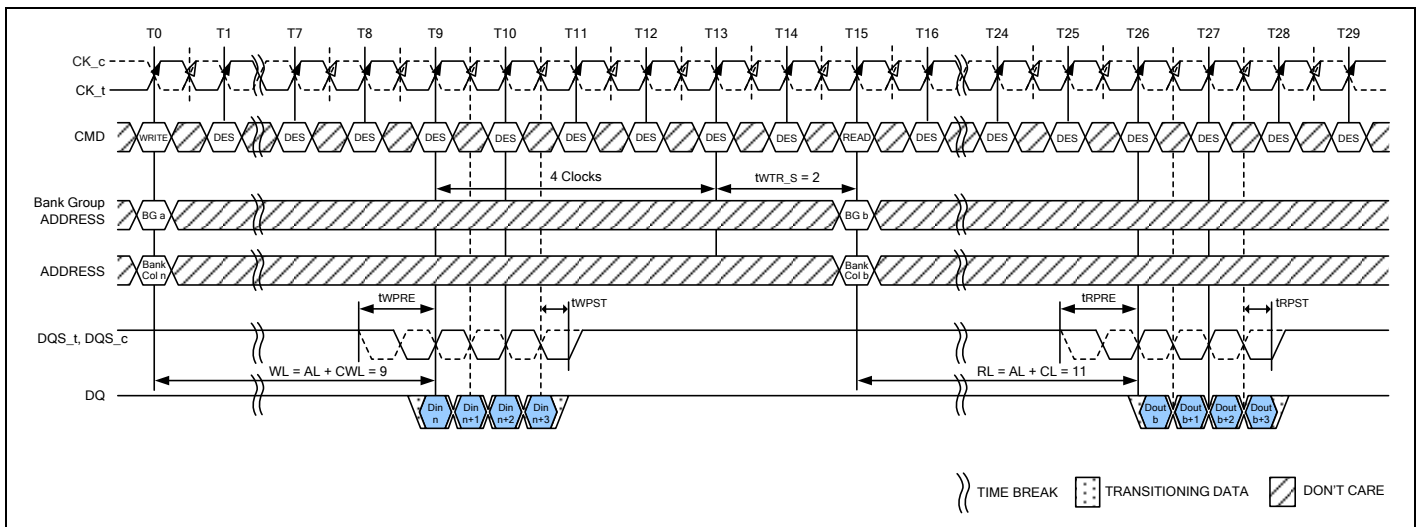 T0 T1 T7 T8 T9 T10 T11 T12 T13 T14 T15 T16 T24 T25 T26 T27 T28 T29
CK_c
CK_t
CMD WRITE DES DES DES DES DES DES DES DES DES READ DES DES DES DES DES DES DES
4 Clocks tWTR_S = 2
Bank Group
ADDRESS BG a BG b
ADDRESS Bank Col n Bank Col b
tWPRE tWPST tRPRE tRPST
DQS_t, DQS_c
WL = AL + CWL = 9 RL = AL + CL = 11
DQ
Din n Din n+1 Din n+2 Din n+3 Dout b Dout b+1 Dout b+2 Dout b+3
TIME BREAK TRANSITIONING DATA DON'T CARE